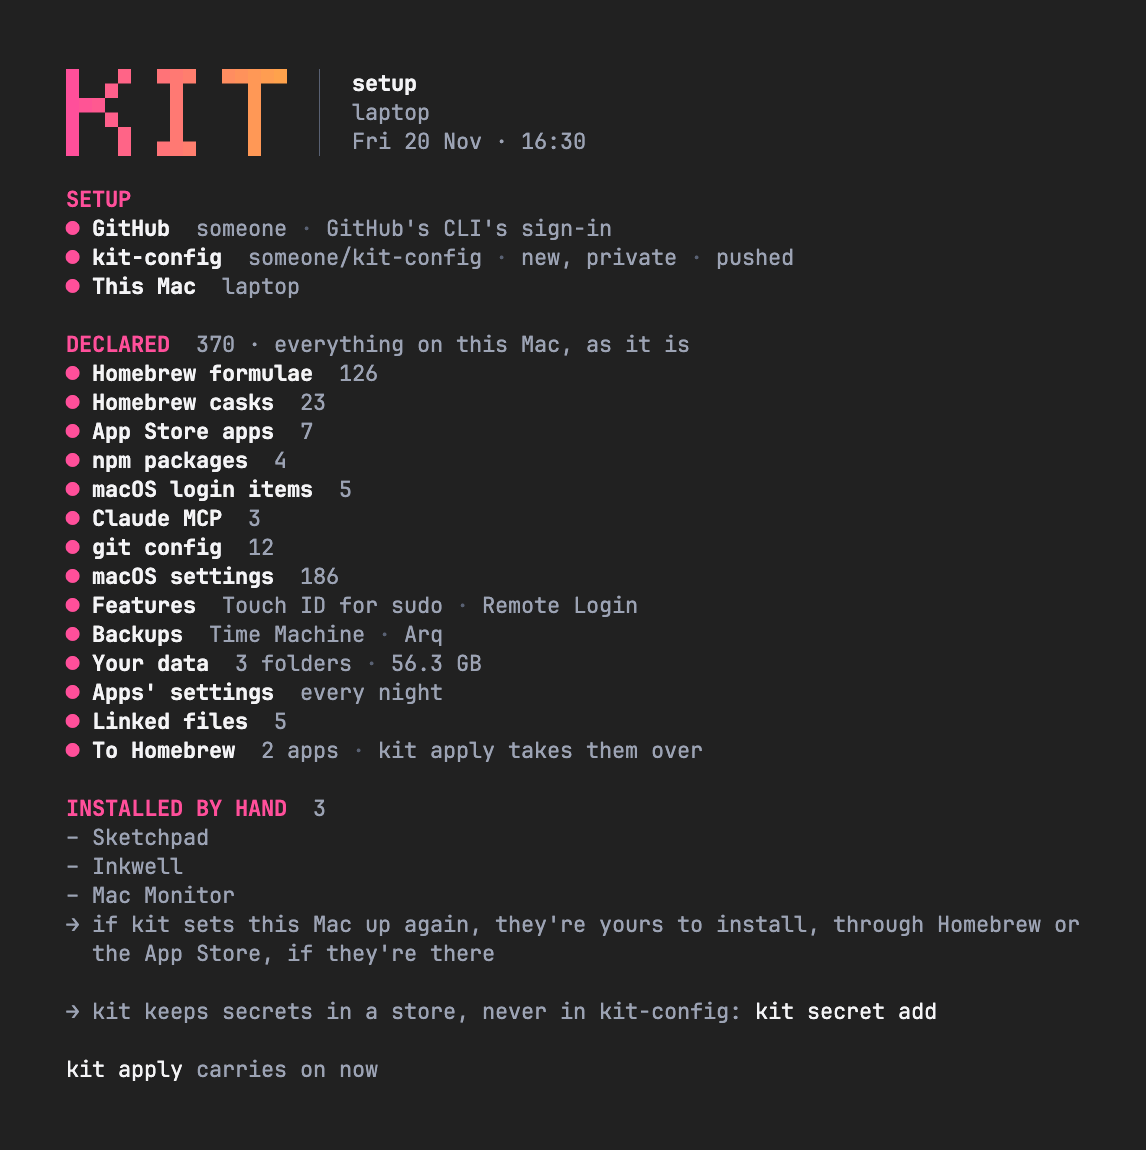 KIT
setup
laptop
Fri 20 Nov · 16:30
SETUP
● GitHub  someone · GitHub's CLI's sign-in
● kit-config  someone/kit-config · new, private · pushed
● This Mac  laptop
DECLARED  370 · everything on this Mac, as it is
● Homebrew formulae  126
● Homebrew casks  23
● App Store apps  7
● npm packages  4
● macOS login items  5
● Claude MCP  3
● git config  12
● macOS settings  186
● Features  Touch ID for sudo · Remote Login
● Backups  Time Machine · Arq
● Your data  3 folders · 56.3 GB
● Apps' settings  every night
● Linked files  5
● To Homebrew  2 apps · kit apply takes them over
INSTALLED BY HAND  3
– Sketchpad
– Inkwell
– Mac Monitor
→ if kit sets this Mac up again, they're yours to install, through Homebrew or
the App Store, if they're there
→ kit keeps secrets in a store, never in kit-config: kit secret add
kit apply carries on now